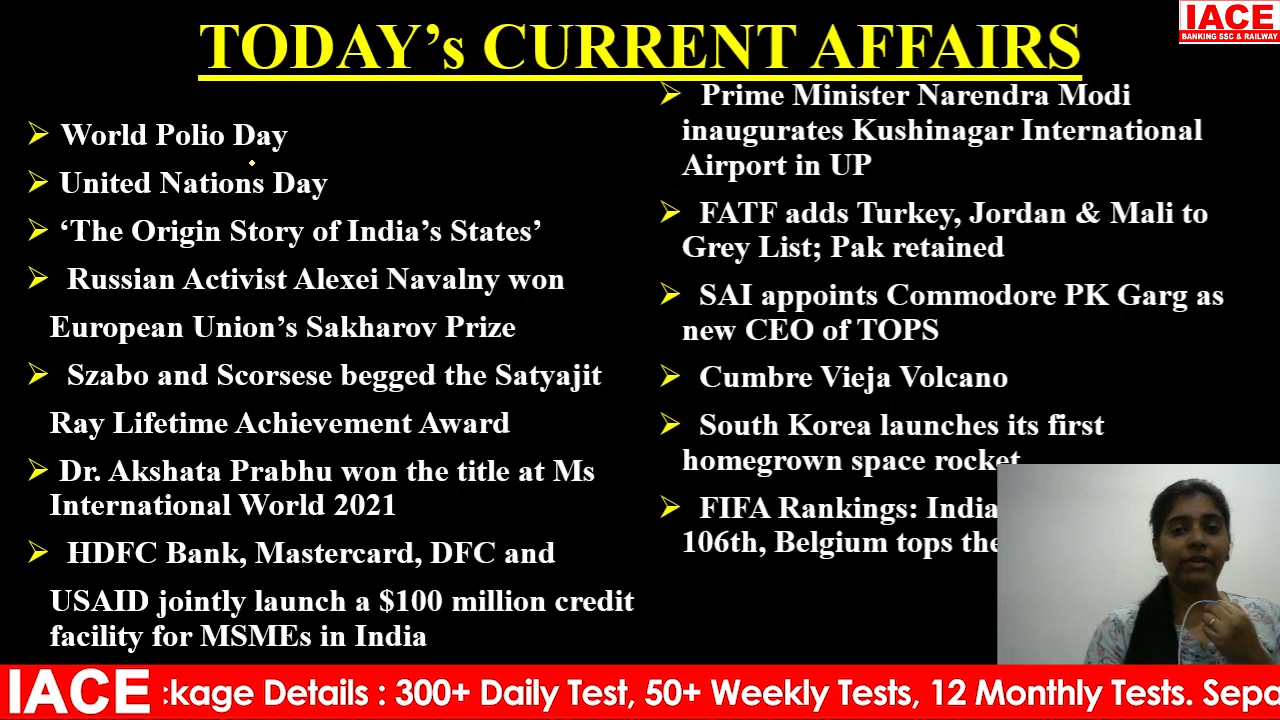 TODAY’s CURRENT AFFAIRS
IACE
BANKING SSC & RAILWAY
World Polio Day
United Nations Day
‘The Origin Story of India’s States’
Russian Activist Alexei Navalny won
European Union’s Sakharov Prize
Szabo and Scorsese begged the Satyajit
Ray Lifetime Achievement Award
Dr. Akshata Prabhu won the title at Ms
International World 2021
HDFC Bank, Mastercard, DFC and
USAID jointly launch a $100 million credit
facility for MSMEs in India
Prime Minister Narendra Modi
inaugurates Kushinagar International
Airport in UP
FATF adds Turkey, Jordan & Mali to
Grey List; Pak retained
SAI appoints Commodore PK Garg as
new CEO of TOPS
Cumbre Vieja Volcano
South Korea launches its first
homegrown space rocket
FIFA Rankings: India
106th, Belgium tops the
IACE
kage Details : 300+ Daily Test, 50+ Weekly Tests, 12 Monthly Tests.